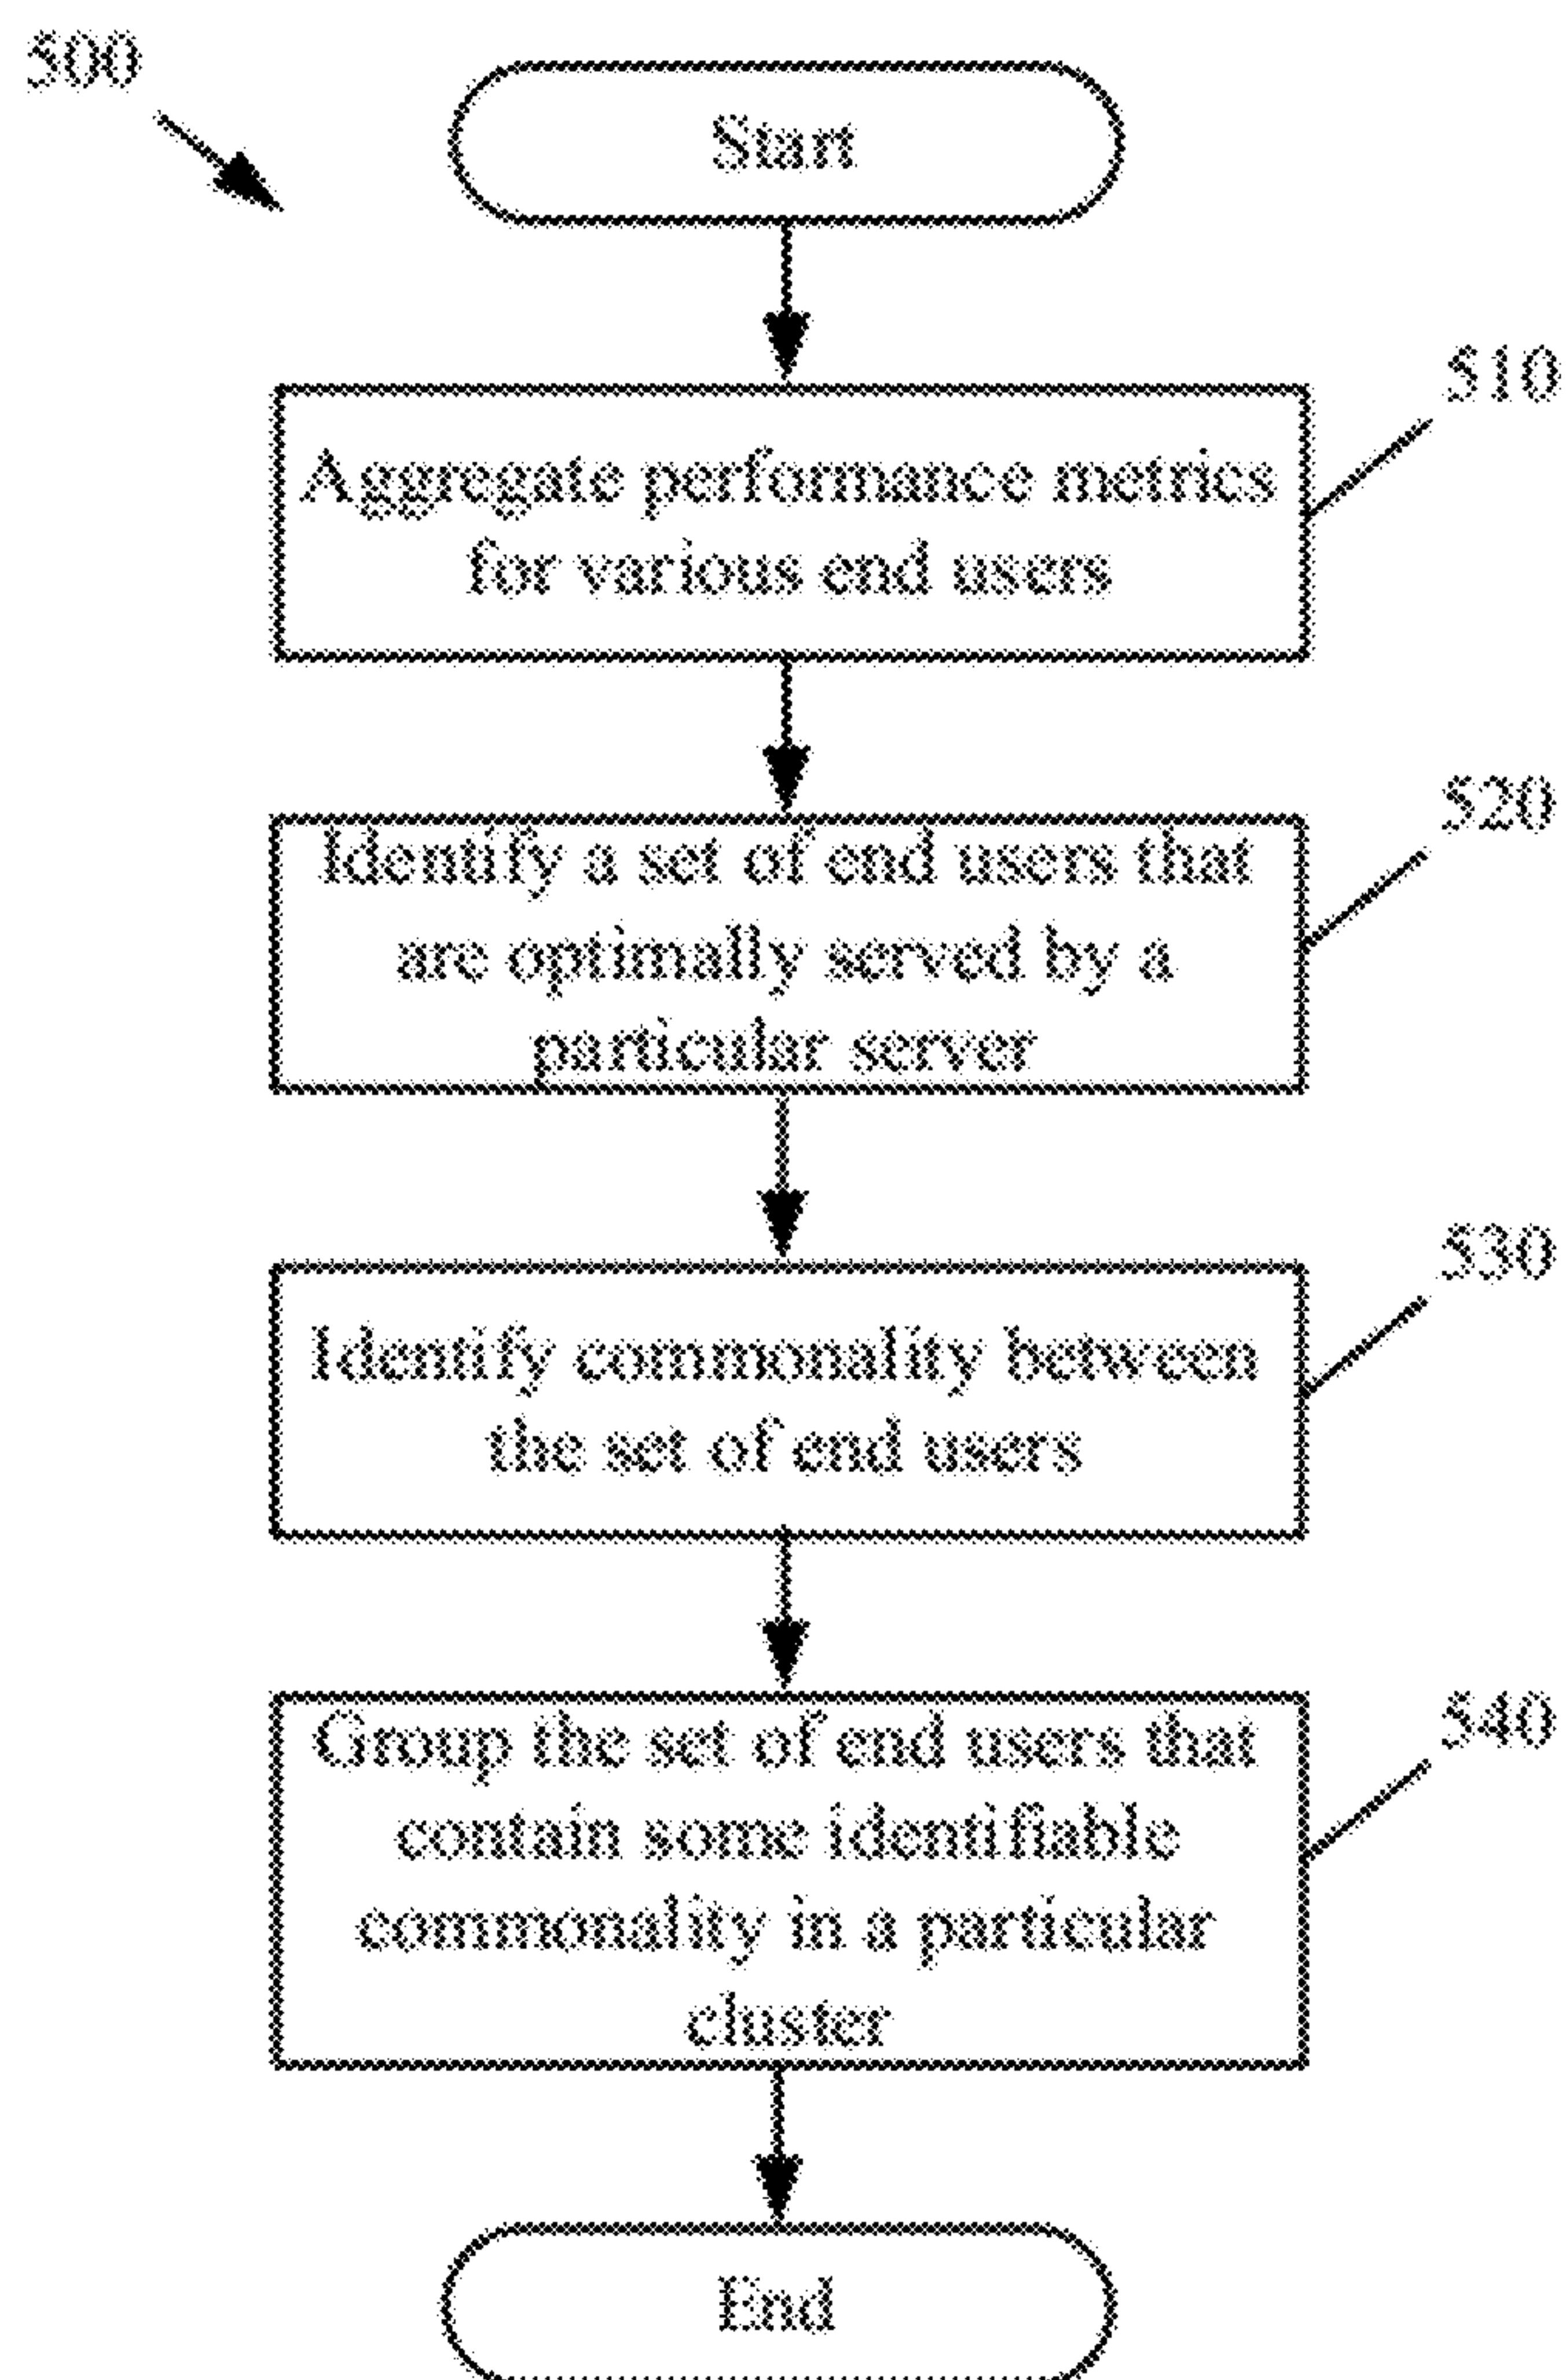 500
Start
510
Aggregate performance metrics
for various end users
520
Identify a set of end users that
are optimally served by a
particular server
530
Identify commonality between
the set of end users
540
Group the set of end users that
contain some identifiable
commonality in a particular
cluster
End